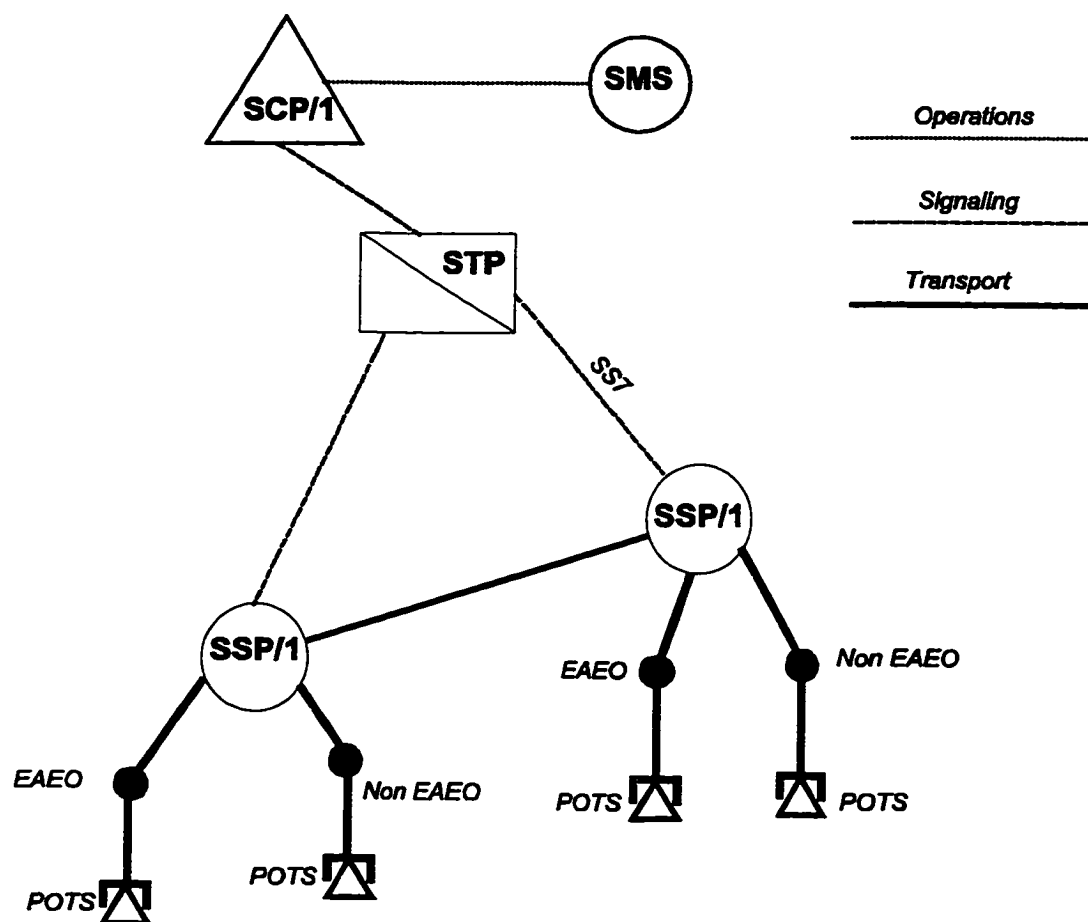 SCP/1
SMS
Operations
Signaling
Transport
STP
SS7
SSP/1
SSP/1
EAEO
Non EAEO
EAEO
Non EAEO
POTS
POTS
POTS
POTS